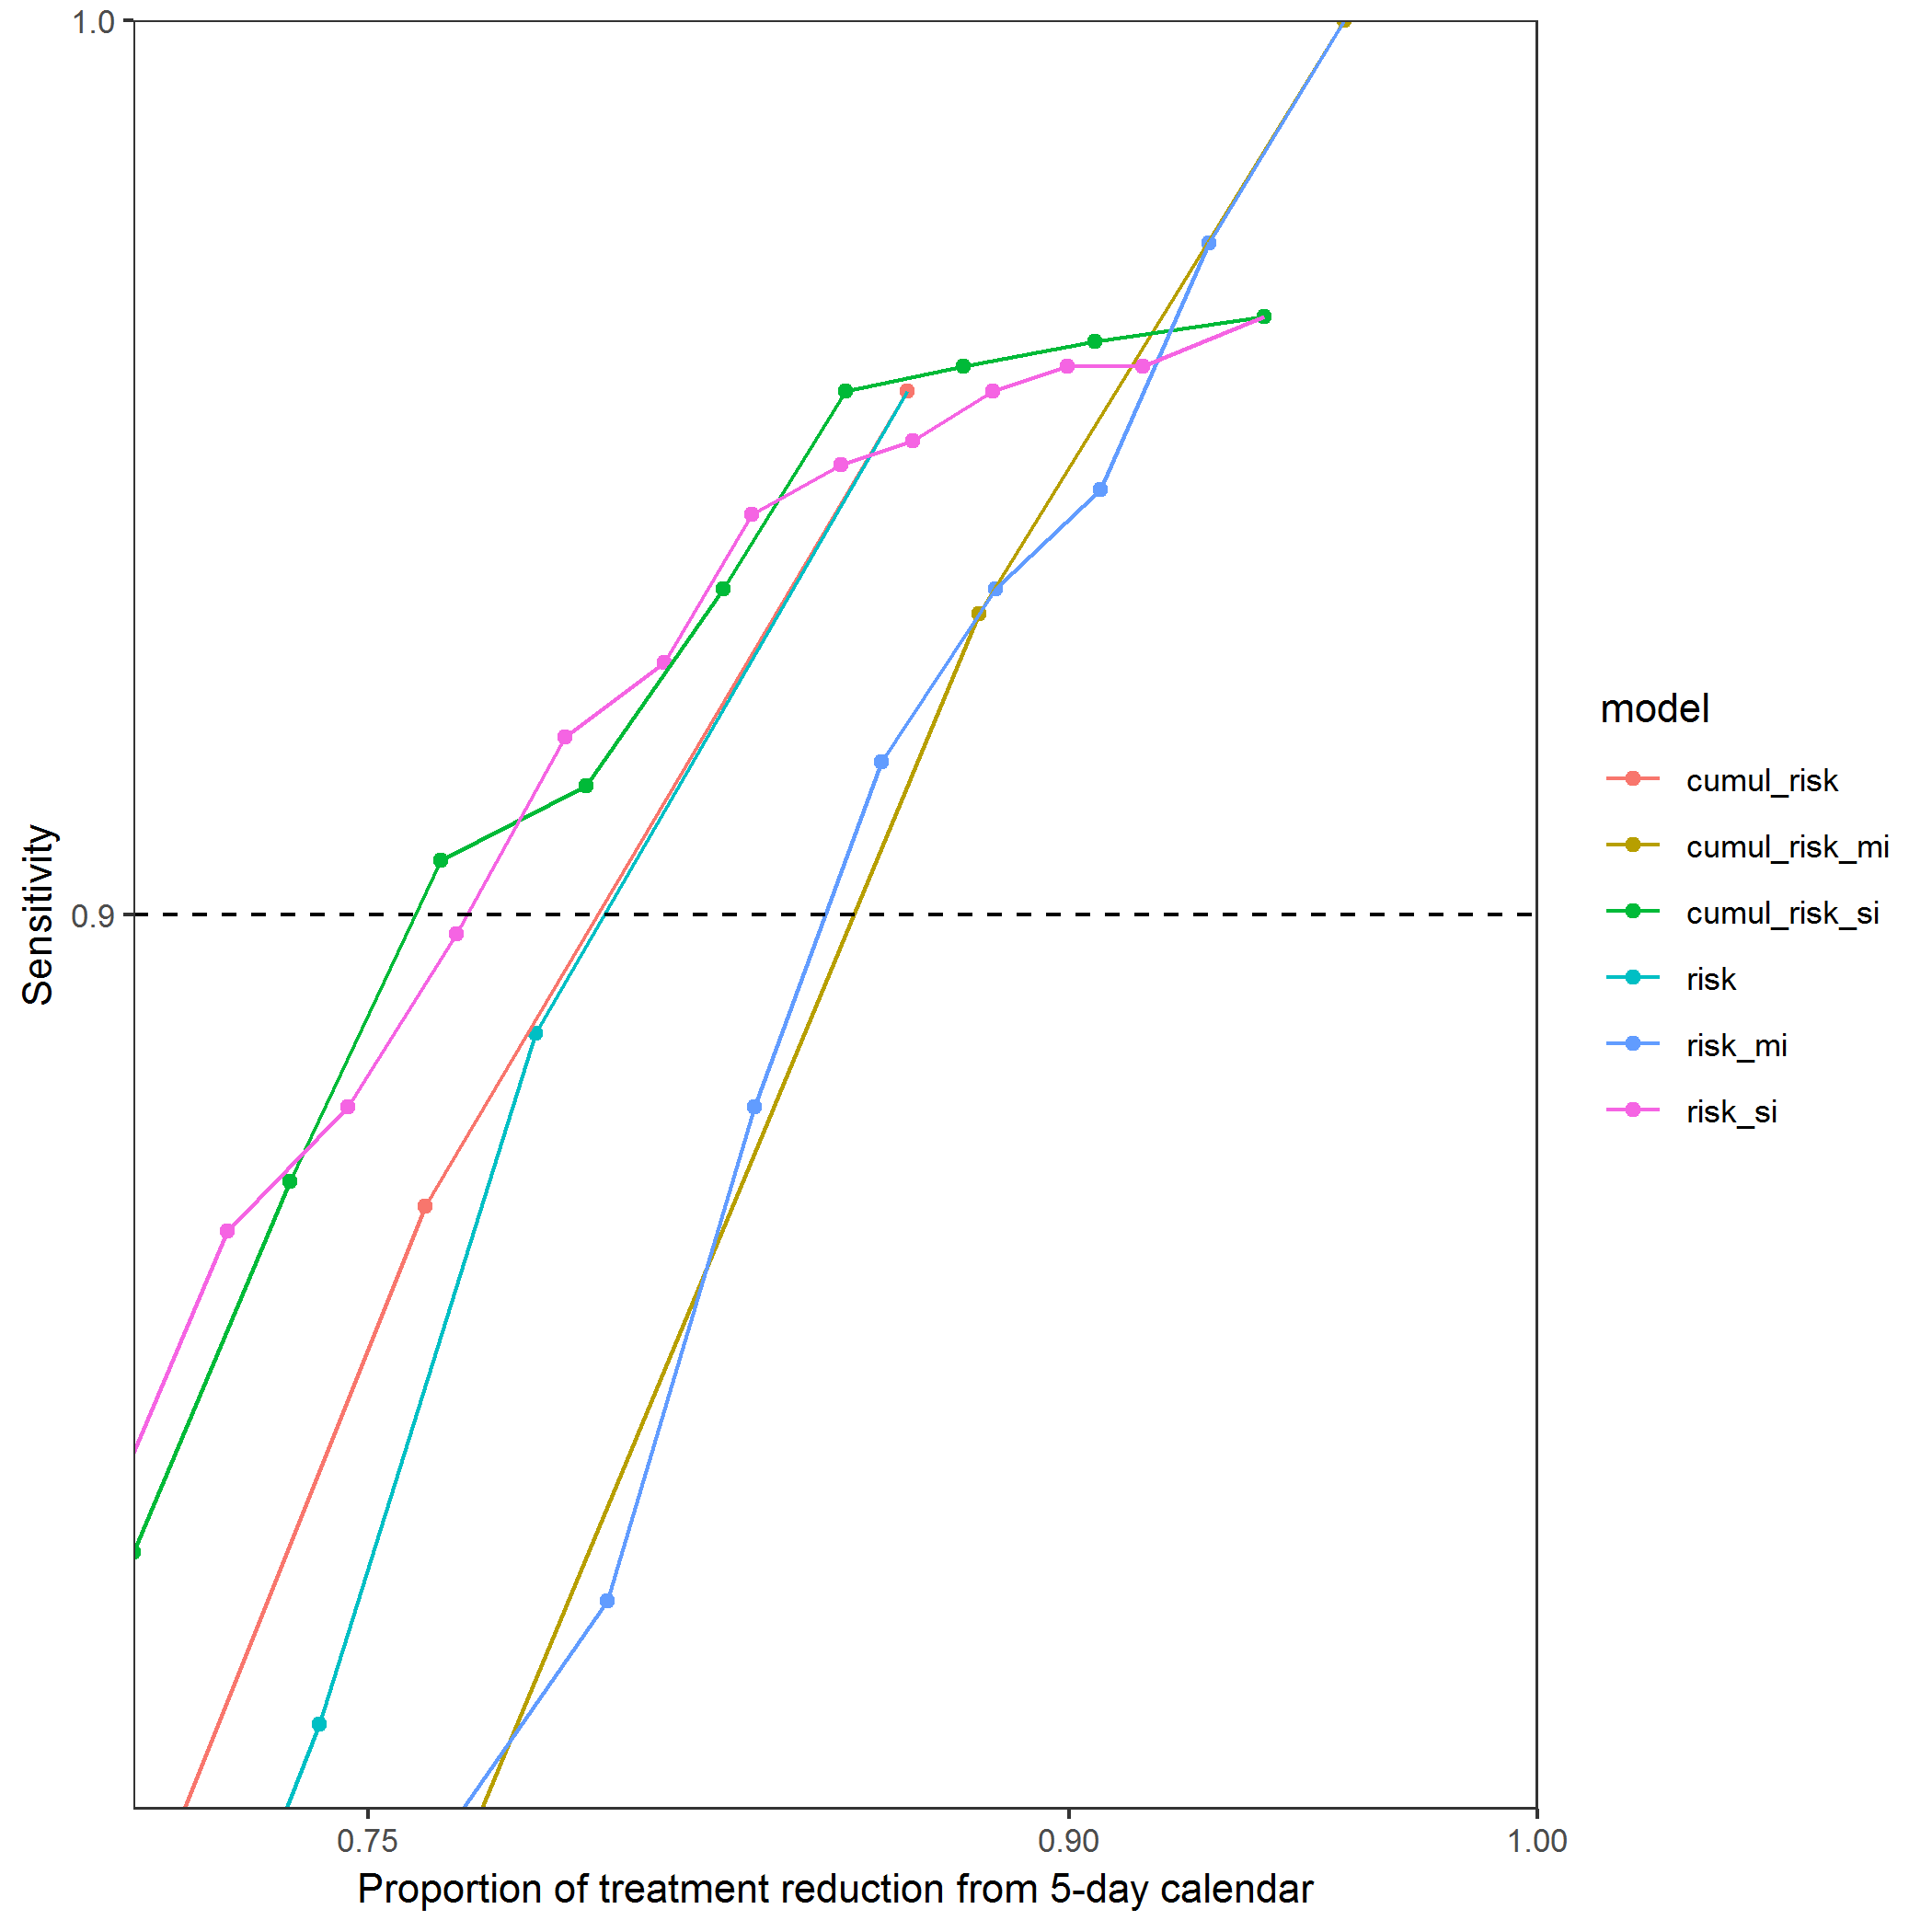 1.0
0.9
Sensitivity
0.75
0.90
1.00
Proportion of treatment reduction from 5-day calendar
model
cumul_risk
cumul_risk_mi
cumul_risk_si
risk
risk_mi
risk_si